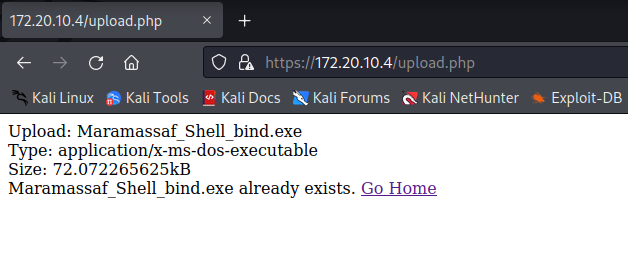 172.20.10.4/upload.php
https://172.20.10.4/upload.php
Kali Linux Kali Tools Kali Docs Kali Forums Kali NetHunter Exploit-DB
Upload: Maramassaf_Shell_bind.exe
Type: application/x-ms-dos-executable
Size: 72.072265625kB
Maramassaf_Shell_bind.exe already exists. Go Home